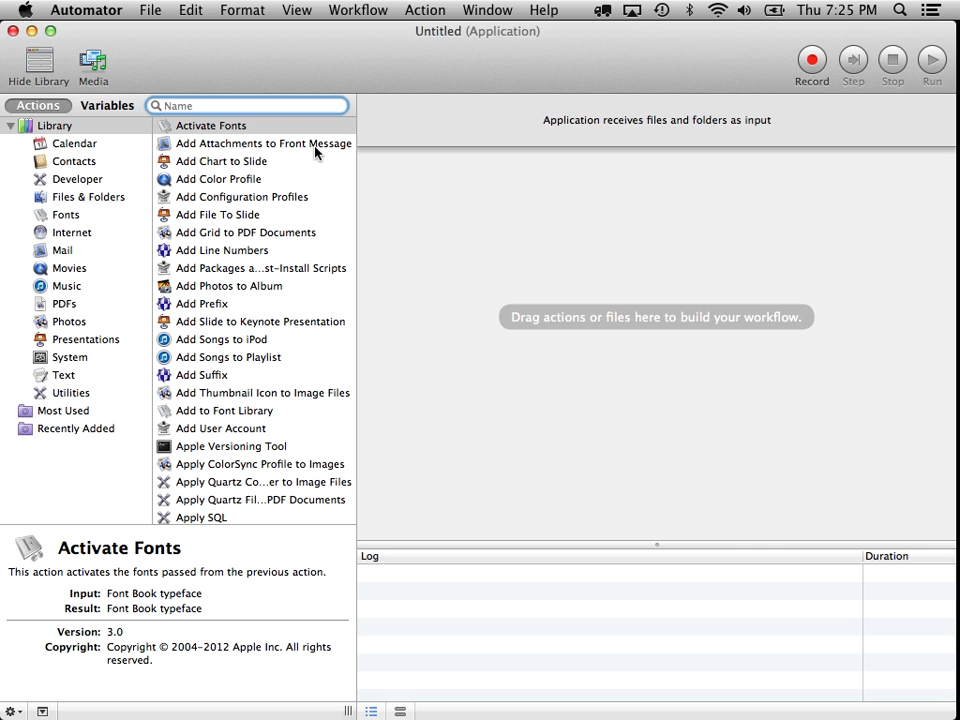 Automator File Edit Format View Workflow Action Window Help Thu 7:25 PM
Untitled (Application)
Hide Library Media Record Step Stop Run
Actions Variables Name
Application receives files and folders as input
Library
Calendar
Contacts
Developer
Files & Folders
Fonts
Internet
Mail
Movies
Music
PDFs
Photos
Presentations
System
Text
Utilities
Most Used
Recently Added
Activate Fonts
Add Attachments to Front Message
Add Chart to Slide
Add Color Profile
Add Configuration Profiles
Add File To Slide
Add Grid to PDF Documents
Add Line Numbers
Add Packages a...st-Install Scripts
Add Photos to Album
Add Prefix
Add Slide to Keynote Presentation
Add Songs to iPod
Add Songs to Playlist
Add Suffix
Add Thumbnail Icon to Image Files
Add to Font Library
Add User Account
Apple Versioning Tool
Apply ColorSync Profile to Images
Apply Quartz Co...er to Image Files
Apply Quartz Fil...PDF Documents
Apply SQL
Drag actions or files here to build your workflow.
Activate Fonts
This action activates the fonts passed from the previous action.
Input: Font Book typeface
Result: Font Book typeface
Version: 3.0
Copyright: Copyright © 2004-2012 Apple Inc. All rights
reserved.
Log Duration